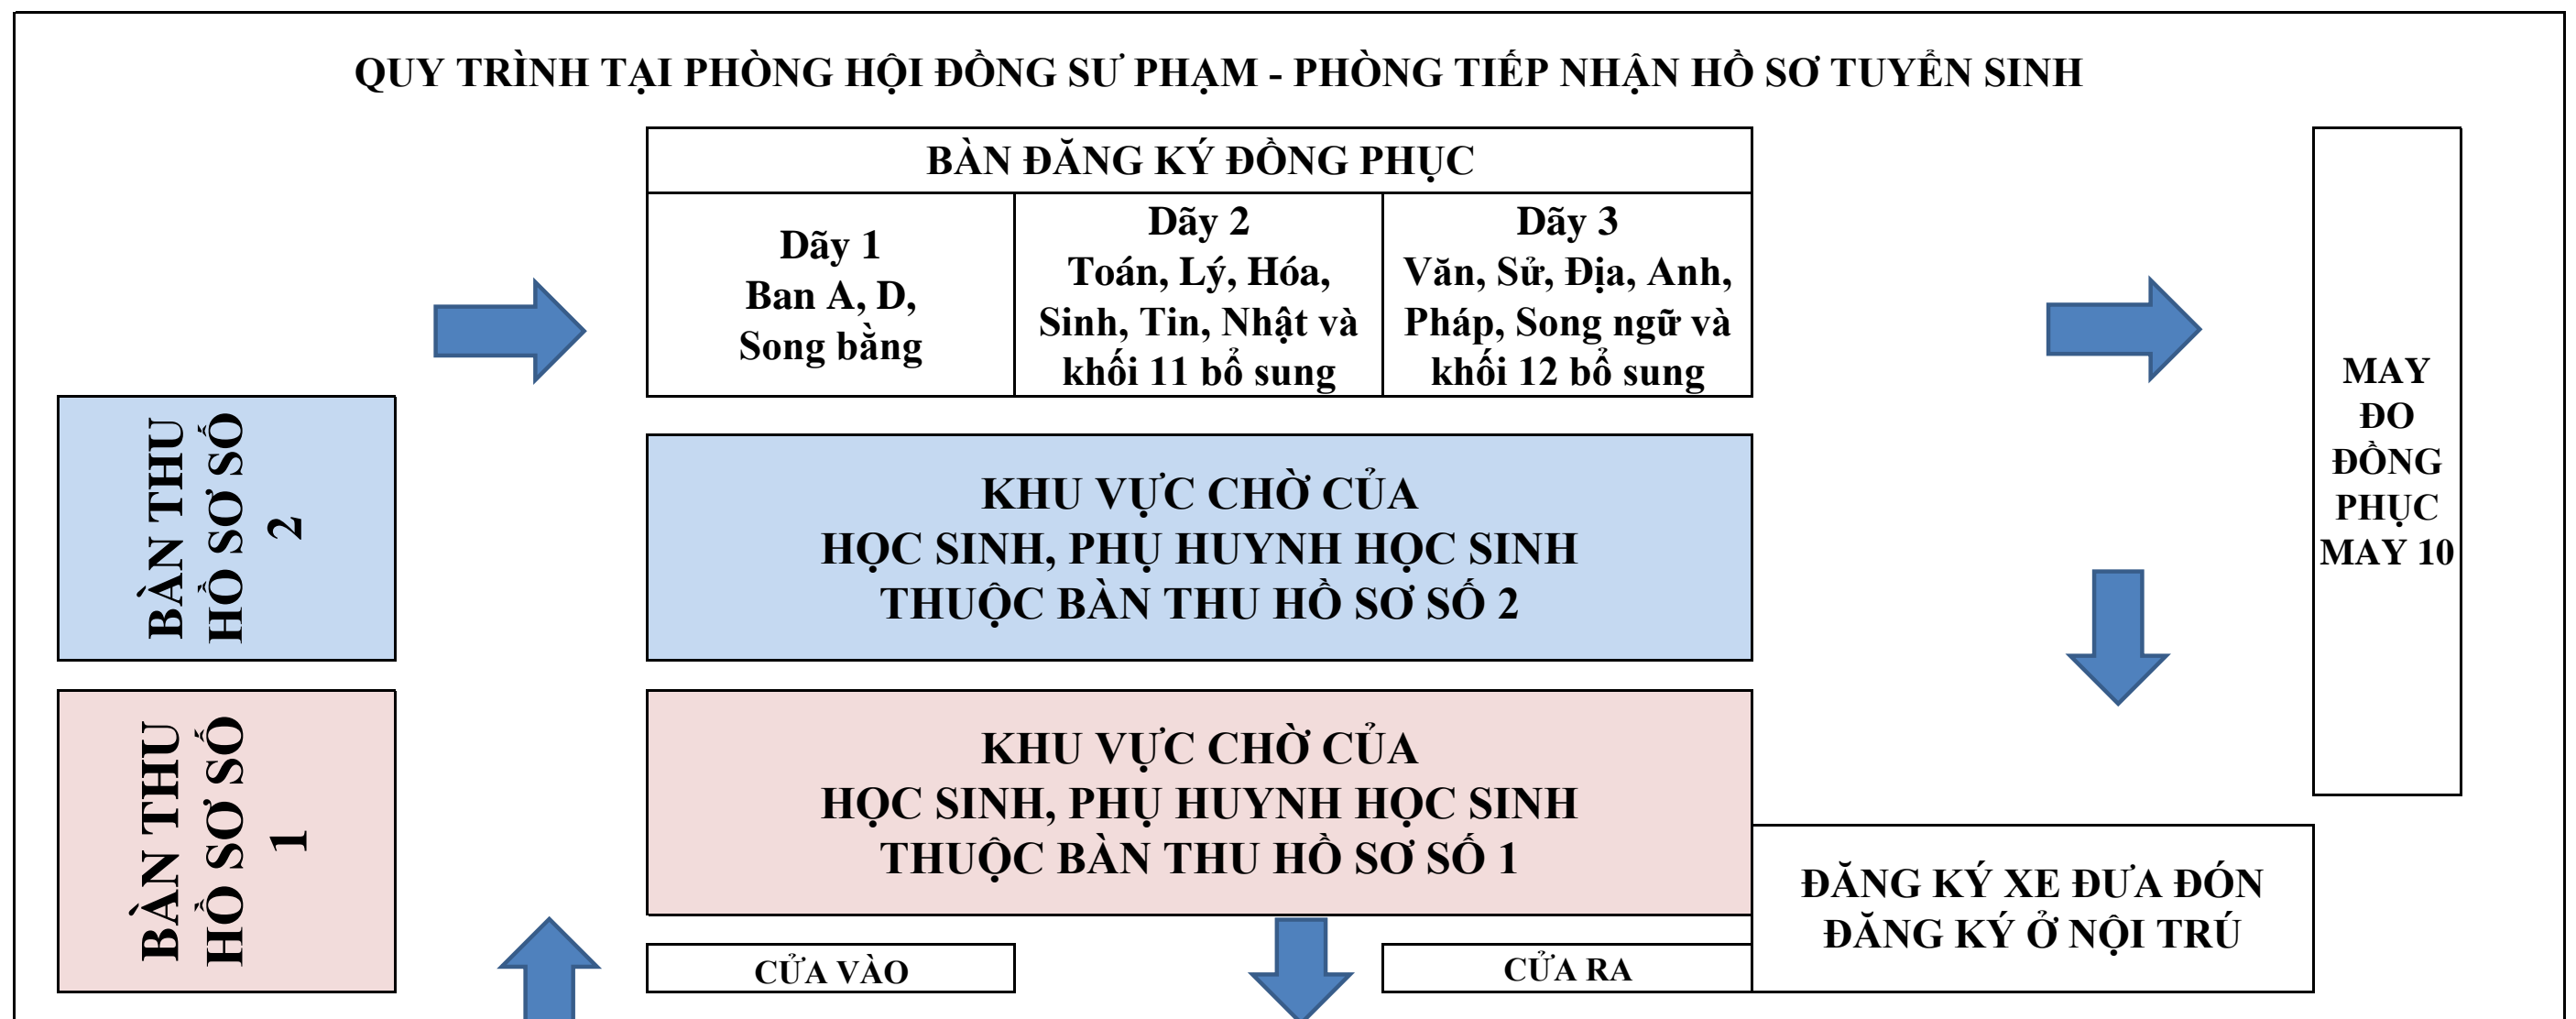 QUY TRÌNH TẠI PHÒNG HỘI ĐỒNG SƯ PHẠM - PHÒNG TIẾP NHẬN HỒ SƠ TUYỂN SINH
BÀN ĐĂNG KÝ ĐỒNG PHỤC
Dãy 1
Ban A, D,
Song bằng
Dãy 2
Toán, Lý, Hóa,
Sinh, Tin, Nhật và
khối 11 bổ sung
Dãy 3
Văn, Sử, Địa, Anh,
Pháp, Song ngữ và
khối 12 bổ sung
MAY
ĐO
ĐỒNG
PHỤC
MAY 10
BÀN THU
HỒ SƠ SỐ
2
KHU VỰC CHỜ CỦA
HỌC SINH, PHỤ HUYNH HỌC SINH
THUỘC BÀN THU HỒ SƠ SỐ 2
BÀN THU
HỒ SƠ SỐ
1
KHU VỰC CHỜ CỦA
HỌC SINH, PHỤ HUYNH HỌC SINH
THUỘC BÀN THU HỒ SƠ SỐ 1
ĐĂNG KÝ XE ĐƯA ĐÓN
ĐĂNG KÝ Ở NỘI TRÚ
CỬA VÀO
CỬA RA